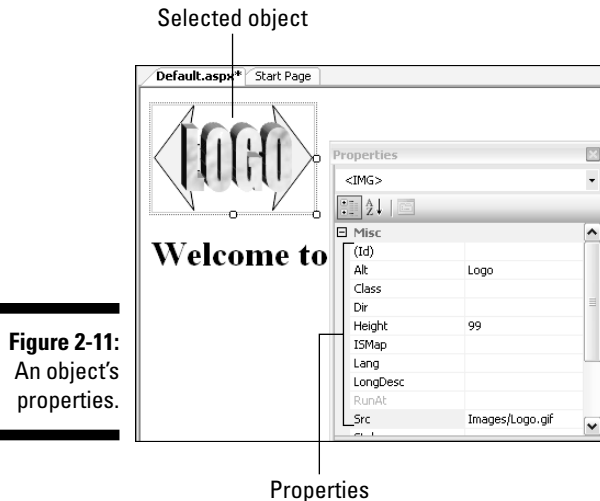 Selected object
Default.aspx* Start Page
LOGO
Properties
<IMG>
Misc
(Id)
Welcome to
Alt Logo
Class
Dir
Height 99
ISMap
Lang
LongDesc
RunAt
Src Images/Logo.gif
Figure 2-11:
An object's
properties.
Properties